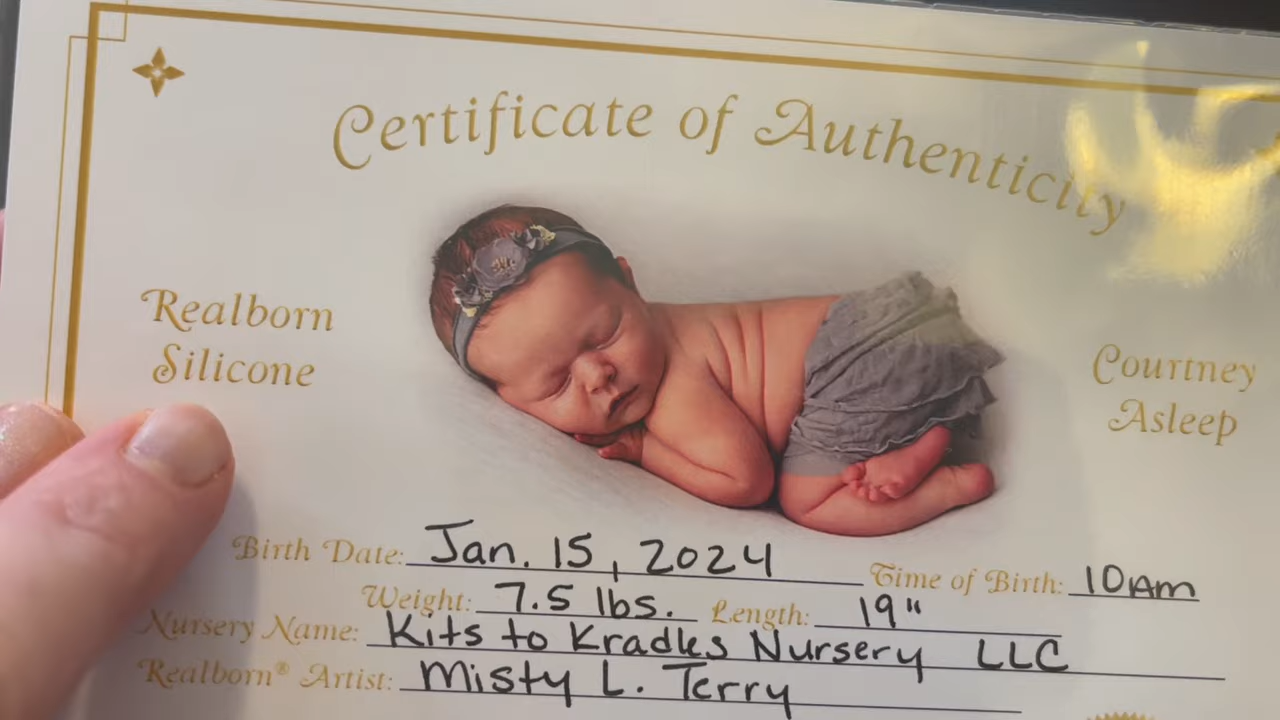 Certificate of Authenticity
Realborn
Silicone
Courtney
Asleep
Birth Date: Jan. 15, 2024 Time of Birth: 10am
Weight: 7.5 lbs. Length: 19"
Nursery Name: Kits to Kradles Nursery LLC
Realborn® Artist: Misty L. Terry